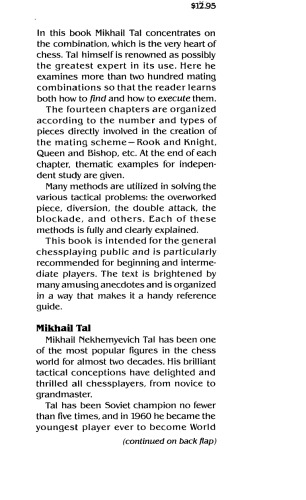 $12.95
In this book Mikhail Tal concentrates on
the combination, which is the very heart of
chess. Tal himself is renowned as possibly
the greatest expert in its use. Here he
examines more than two hundred mating
combinations so that the reader learns
both how to find and how to execute them.
The fourteen chapters are organized
according to the number and types of
pieces directly involved in the creation of
the mating scheme—Rook and Knight,
Queen and Bishop, etc. At the end of each
chapter, thematic examples for indepen-
dent study are given.
Many methods are utilized in solving the
various tactical problems: the overworked
piece, diversion, the double attack, the
blockade, and others. Each of these
methods is fully and clearly explained.
This book is intended for the general
chessplaying public and is particularly
recommended for beginning and interme-
diate players. The text is brightened by
many amusing anecdotes and is organized
in a way that makes it a handy reference
guide.
Mikhail Tal
Mikhail Nekhemyevich Tal has been one
of the most popular figures in the chess
world for almost two decades. His brilliant
tactical conceptions have delighted and
thrilled all chessplayers, from novice to
grandmaster.
Tal has been Soviet champion no fewer
than five times, and in 1960 he became the
youngest player ever to become World
(continued on back flap)